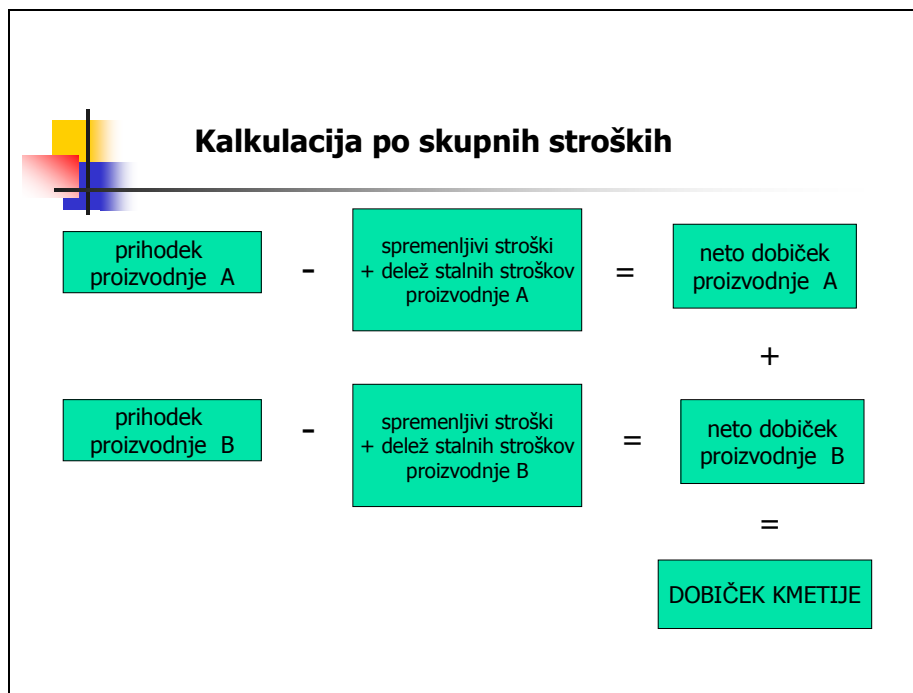 Kalkulacija po skupnih stroških
prihodek
proizvodnje A
-
spremenljivi stroški
+ delež stalnih stroškov
proizvodnje A
=
neto dobiček
proizvodnje A
+
prihodek
proizvodnje B
-
spremenljivi stroški
+ delež stalnih stroškov
proizvodnje B
=
neto dobiček
proizvodnje B
=
DOBIČEK KMETIJE